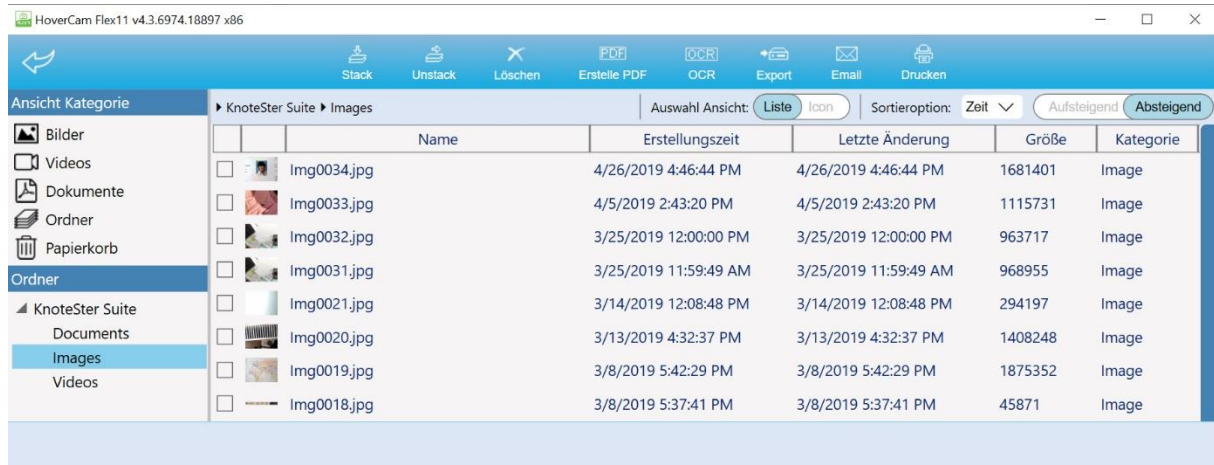 HoverCam Flex11 v4.3.6974.18897 x86
Stack Unstack Löschen PDF Erstelle PDF OCR OCR Export Email Drucken
Ansicht Kategorie
Bilder
Videos
Dokumente
Ordner
Papierkorb
Ordner
KnoteSter Suite
Documents
Images
Videos
KnoteSter Suite Images Auswahl Ansicht: Liste Icon Sortieroption: Zeit Aufsteigend Absteigend
Name Erstellungszeit Letzte Änderung Größe Kategorie
Img0034.jpg 4/26/2019 4:46:44 PM 4/26/2019 4:46:44 PM 1681401 Image
Img0033.jpg 4/5/2019 2:43:20 PM 4/5/2019 2:43:20 PM 1115731 Image
Img0032.jpg 3/25/2019 12:00:00 PM 3/25/2019 12:00:00 PM 963717 Image
Img0031.jpg 3/25/2019 11:59:49 AM 3/25/2019 11:59:49 AM 968955 Image
Img0021.jpg 3/14/2019 12:08:48 PM 3/14/2019 12:08:48 PM 294197 Image
Img0020.jpg 3/13/2019 4:32:37 PM 3/13/2019 4:32:37 PM 1408248 Image
Img0019.jpg 3/8/2019 5:42:29 PM 3/8/2019 5:42:29 PM 1875352 Image
Img0018.jpg 3/8/2019 5:37:41 PM 3/8/2019 5:37:41 PM 45871 Image